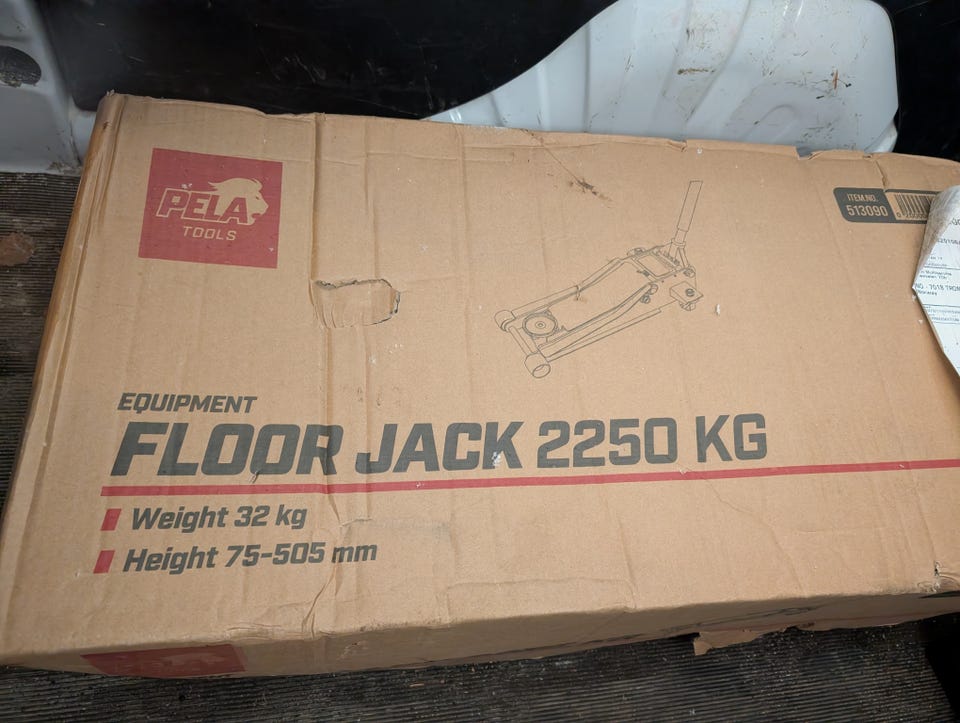 PELA
TOOLS
ITEM.NO.
513090
EQUIPMENT
FLOOR JACK 2250 KG
Weight 32 kg
Height 75-505 mm